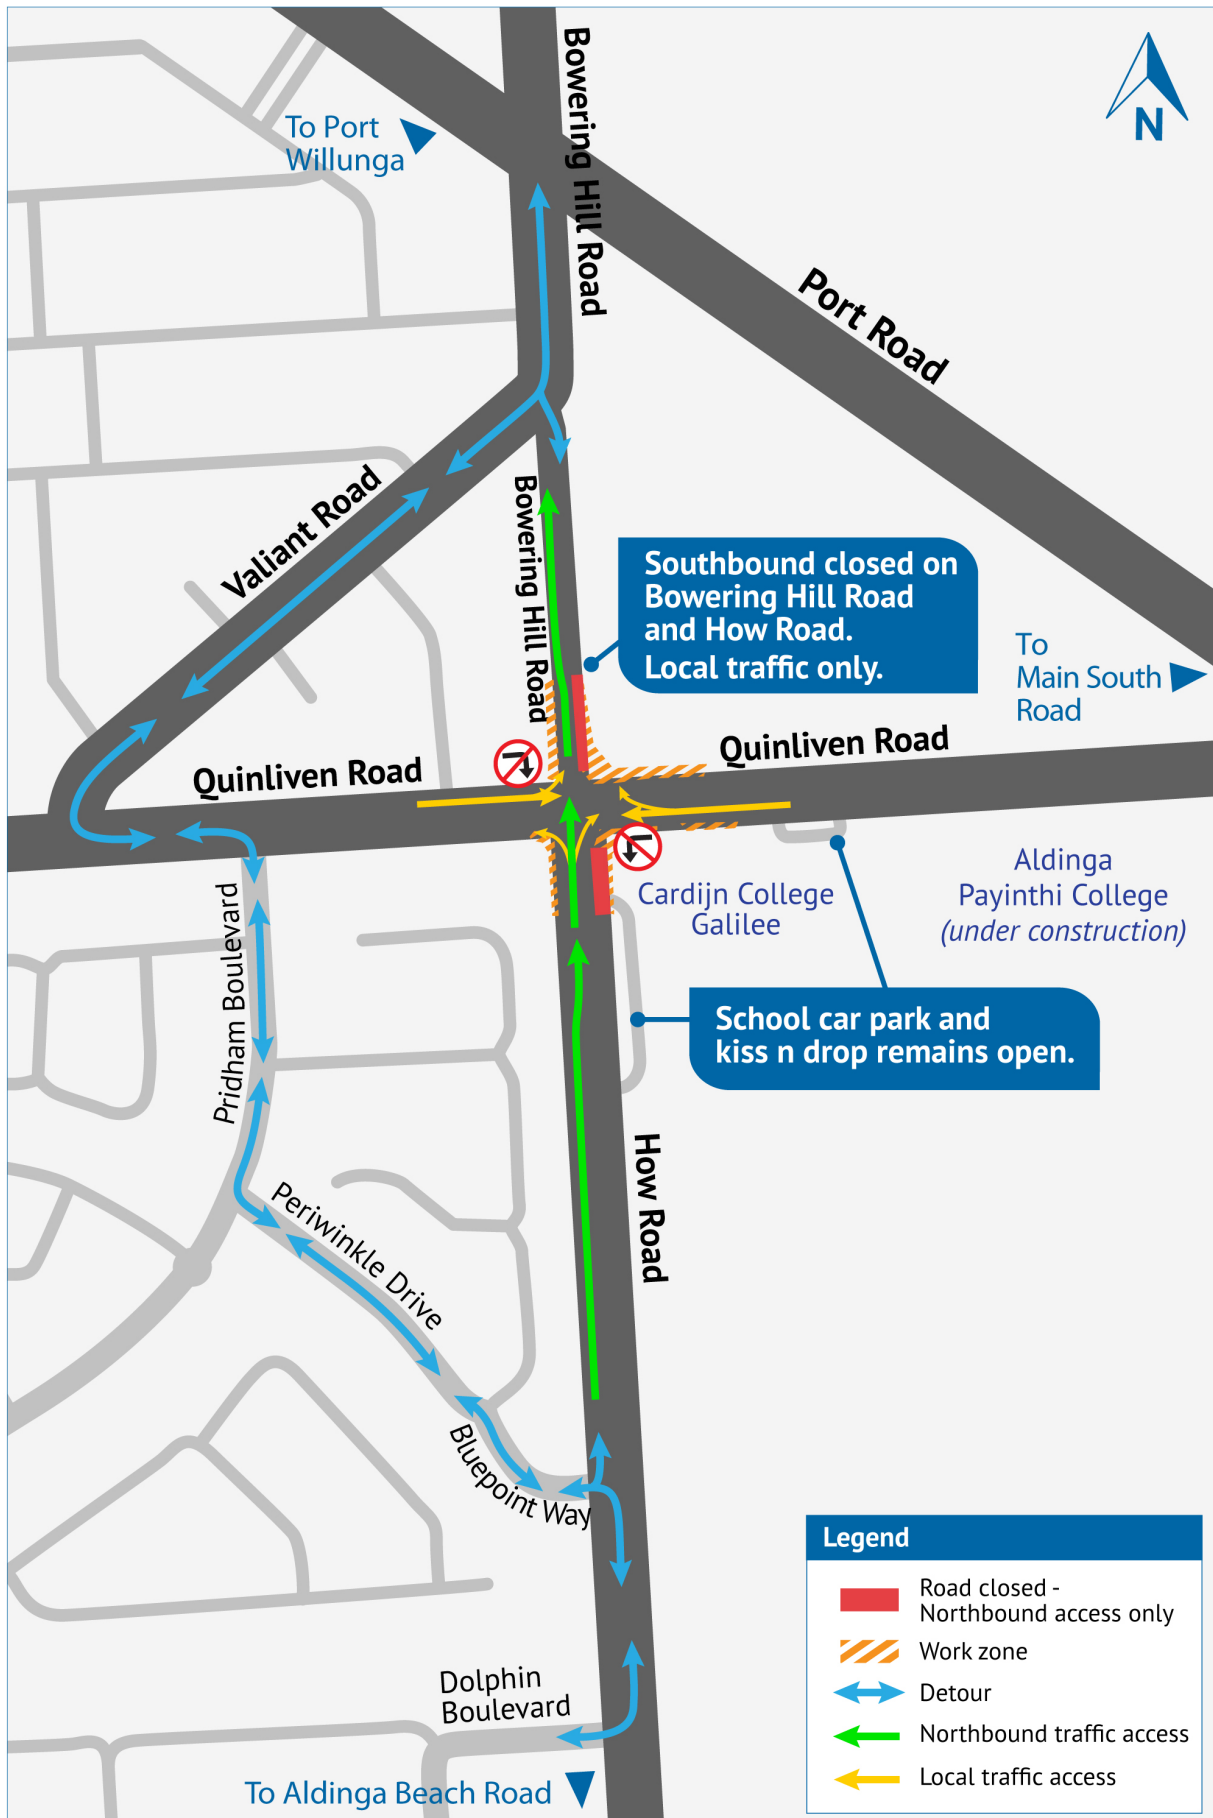 Bowering Hill Road
N
To Port
Willunga
Port Road
Valiant Road
Bowering Hill Road
Southbound closed on
Bowering Hill Road
and How Road.
Local traffic only.
To
Main South
Road
Quinliven Road
Quinliven Road
Pridham Boulevard
Cardijn College
Galilee
Aldinga
Payinthi College
(under construction)
School car park and
kiss n drop remains open.
How Road
Periwinkle Drive
Bluepoint Way
Dolphin
Boulevard
To Aldinga Beach Road
Legend
Road closed -
Northbound access only
Work zone
Detour
Northbound traffic access
Local traffic access